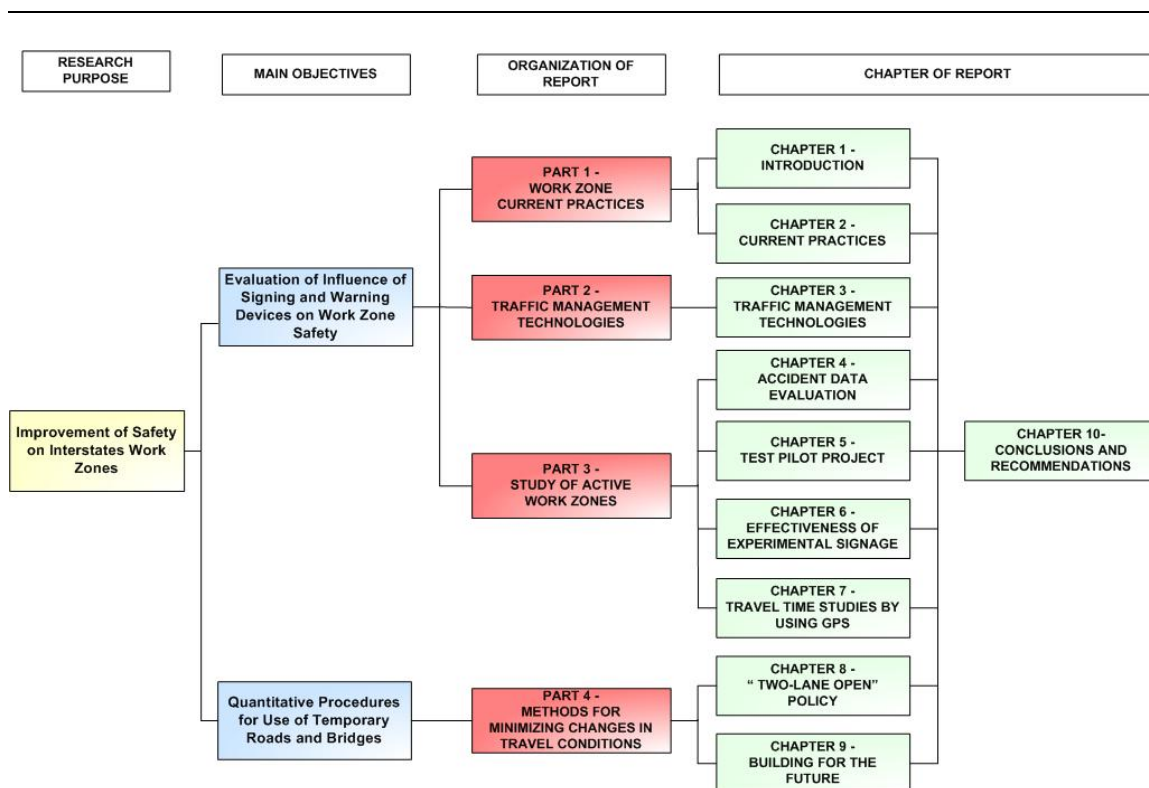 RESEARCH
PURPOSE
MAIN OBJECTIVES
ORGANIZATION OF
REPORT
CHAPTER OF REPORT
Improvement of Safety
on Interstates Work
Zones
Evaluation of Influence of
Signing and Warning
Devices on Work Zone
Safety
Quantitative Procedures
for Use of Temporary
Roads and Bridges
PART 1 -
WORK ZONE
CURRENT PRACTICES
PART 2 -
TRAFFIC MANAGEMENT
TECHNOLOGIES
PART 3 -
STUDY OF ACTIVE
WORK ZONES
PART 4 -
METHODS FOR
MINIMIZING CHANGES IN
TRAVEL CONDITIONS
CHAPTER 1 -
INTRODUCTION
CHAPTER 2 -
CURRENT PRACTICES
CHAPTER 3 -
TRAFFIC MANAGEMENT
TECHNOLOGIES
CHAPTER 4 -
ACCIDENT DATA
EVALUATION
CHAPTER 5 -
TEST PILOT PROJECT
CHAPTER 6 -
EFFECTIVENESS OF
EXPERIMENTAL SIGNAGE
CHAPTER 7 -
TRAVEL TIME STUDIES BY
USING GPS
CHAPTER 8 -
“ TWO-LANE OPEN”
POLICY
CHAPTER 9 -
BUILDING FOR THE
FUTURE
CHAPTER 10-
CONCLUSIONS AND
RECOMMENDATIONS